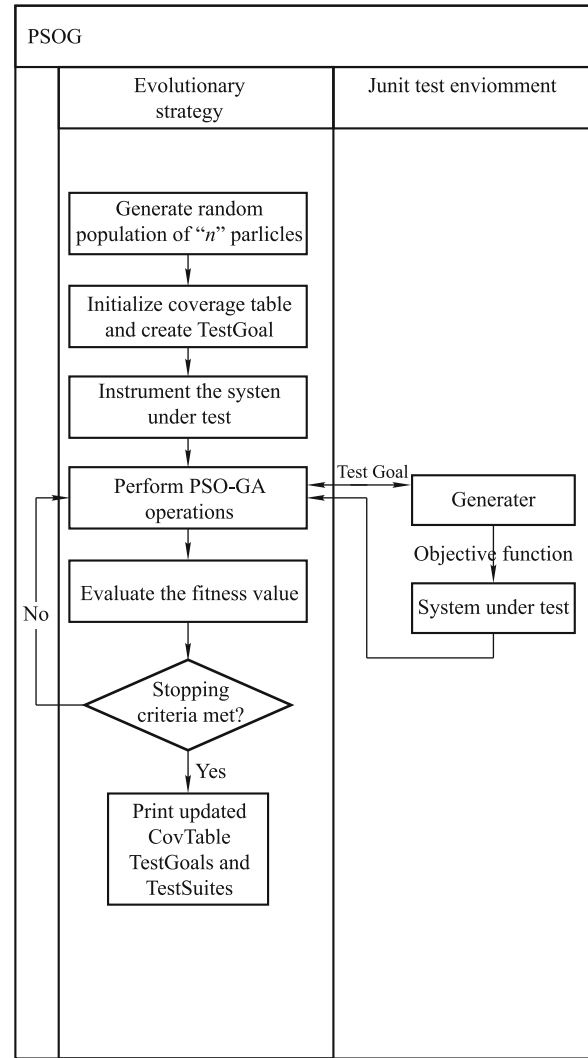 PSOG
Evolutionary
strategy
Junit test enviomment
Generate random
population of “n” parlicles
Initialize coverage table
and create TestGoal
Instrument the systen
under test
Perform PSO-GA
operations
Test Goal
Generater
Objective function
System under test
Evaluate the fitness value
No
Stopping
criteria met?
Yes
Print updated
CovTable
TestGoals and
TestSuites